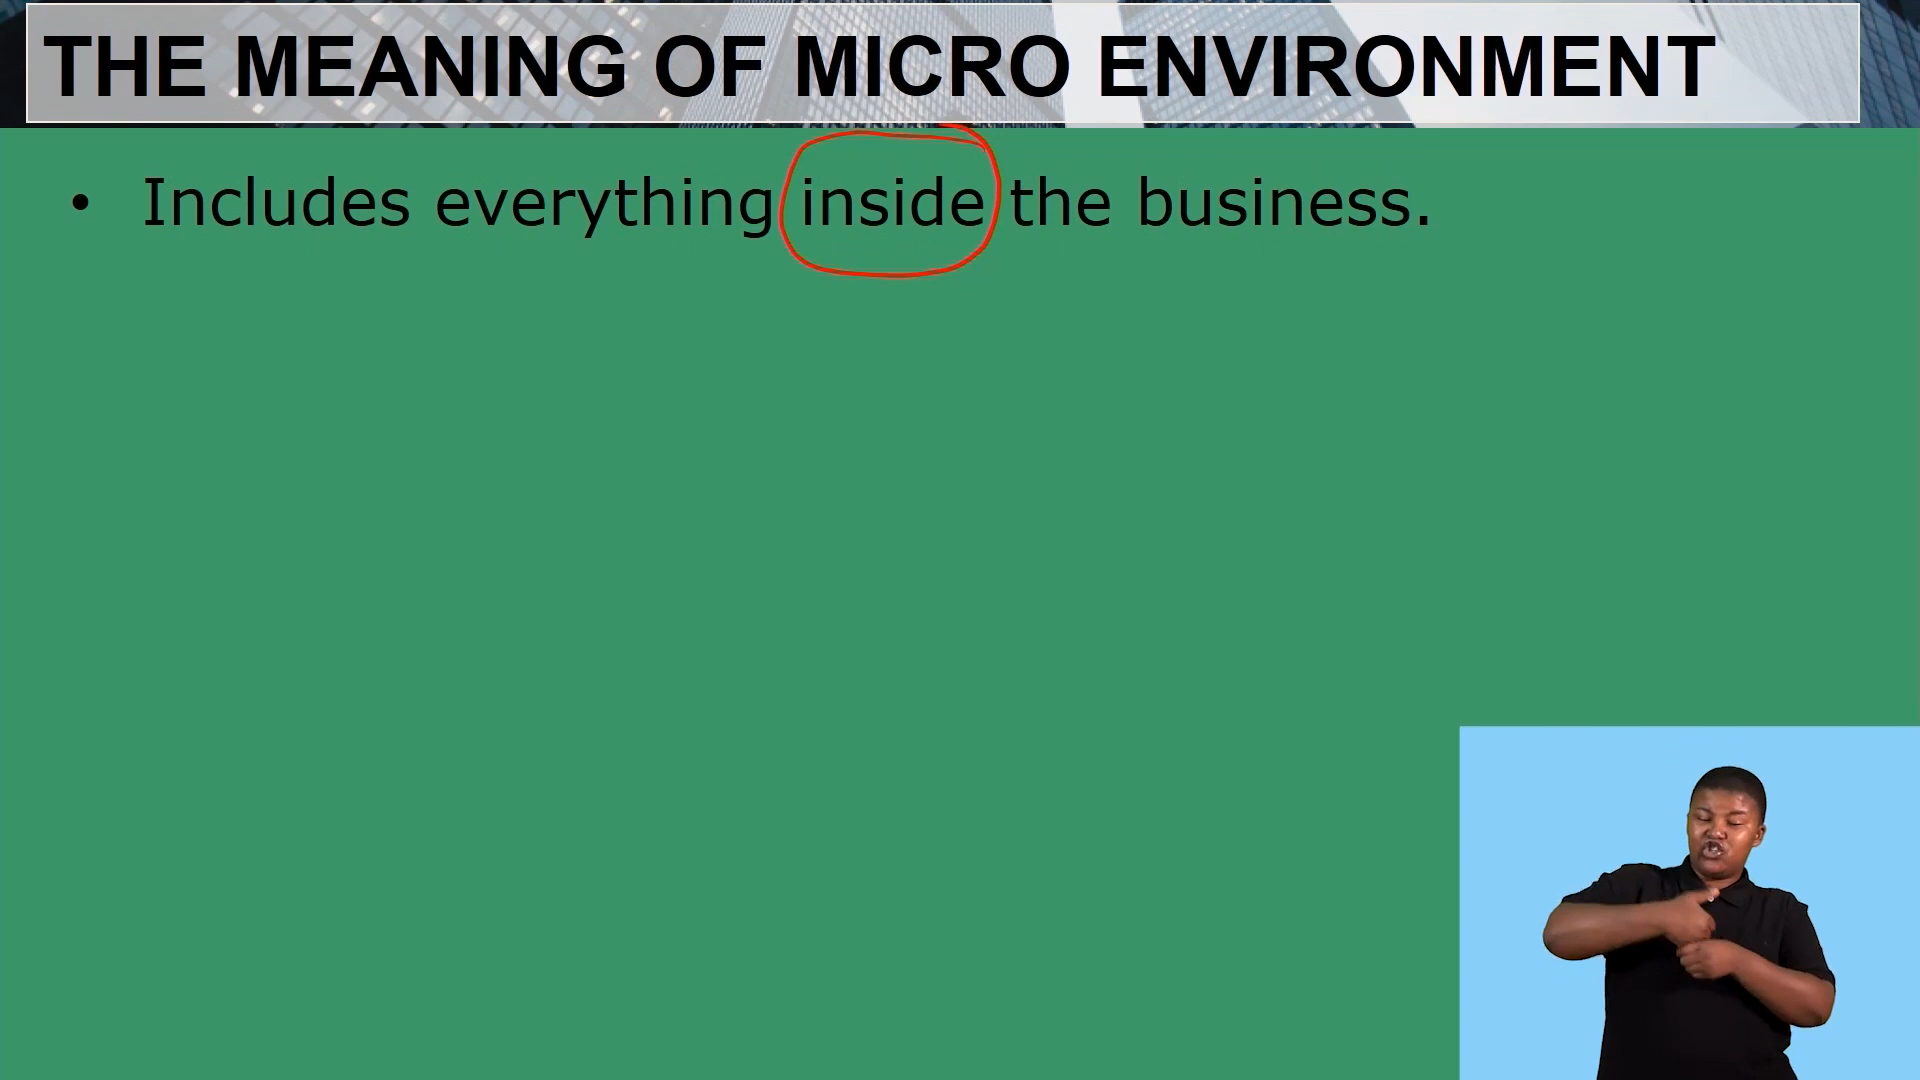 THE MEANING OF MICRO ENVIRONMENT
• Includes everything inside the business.